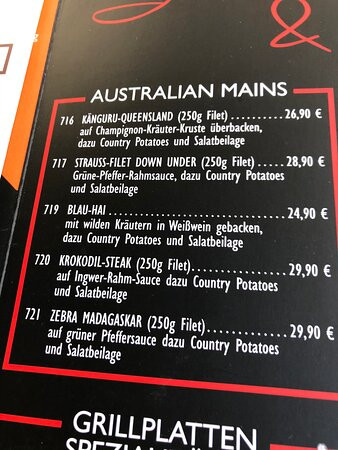 &
AUSTRALIAN MAINS
716 KÄNGURU-QUEENSLAND (250g Filet).......... 26,90 €
auf Champignon-Kräuter-Kruste überbacken,
dazu Country Potatoes und Salatbeilage
717 STRAUSS-FILET DOWN UNDER (250g Filet)..... 28,90 €
Grüne-Pfeffer-Rahmsauce, dazu Country Potatoes
und Salatbeilage
719 BLAU-HAI.......... 24,90 €
mit wilden Kräutern in Weißwein gebacken,
dazu Country Potatoes und Salatbeilage
720 KROKODIL-STEAK (250g Filet).......... 29,90 €
auf Ingwer-Rahm-Sauce dazu Country Potatoes
und Salatbeilage
721 ZEBRA MADAGASKAR (250g Filet).......... 29,90 €
auf grüner Pfeffersauce dazu Country Potatoes
und Salatbeilage
GRILLPLATTEN